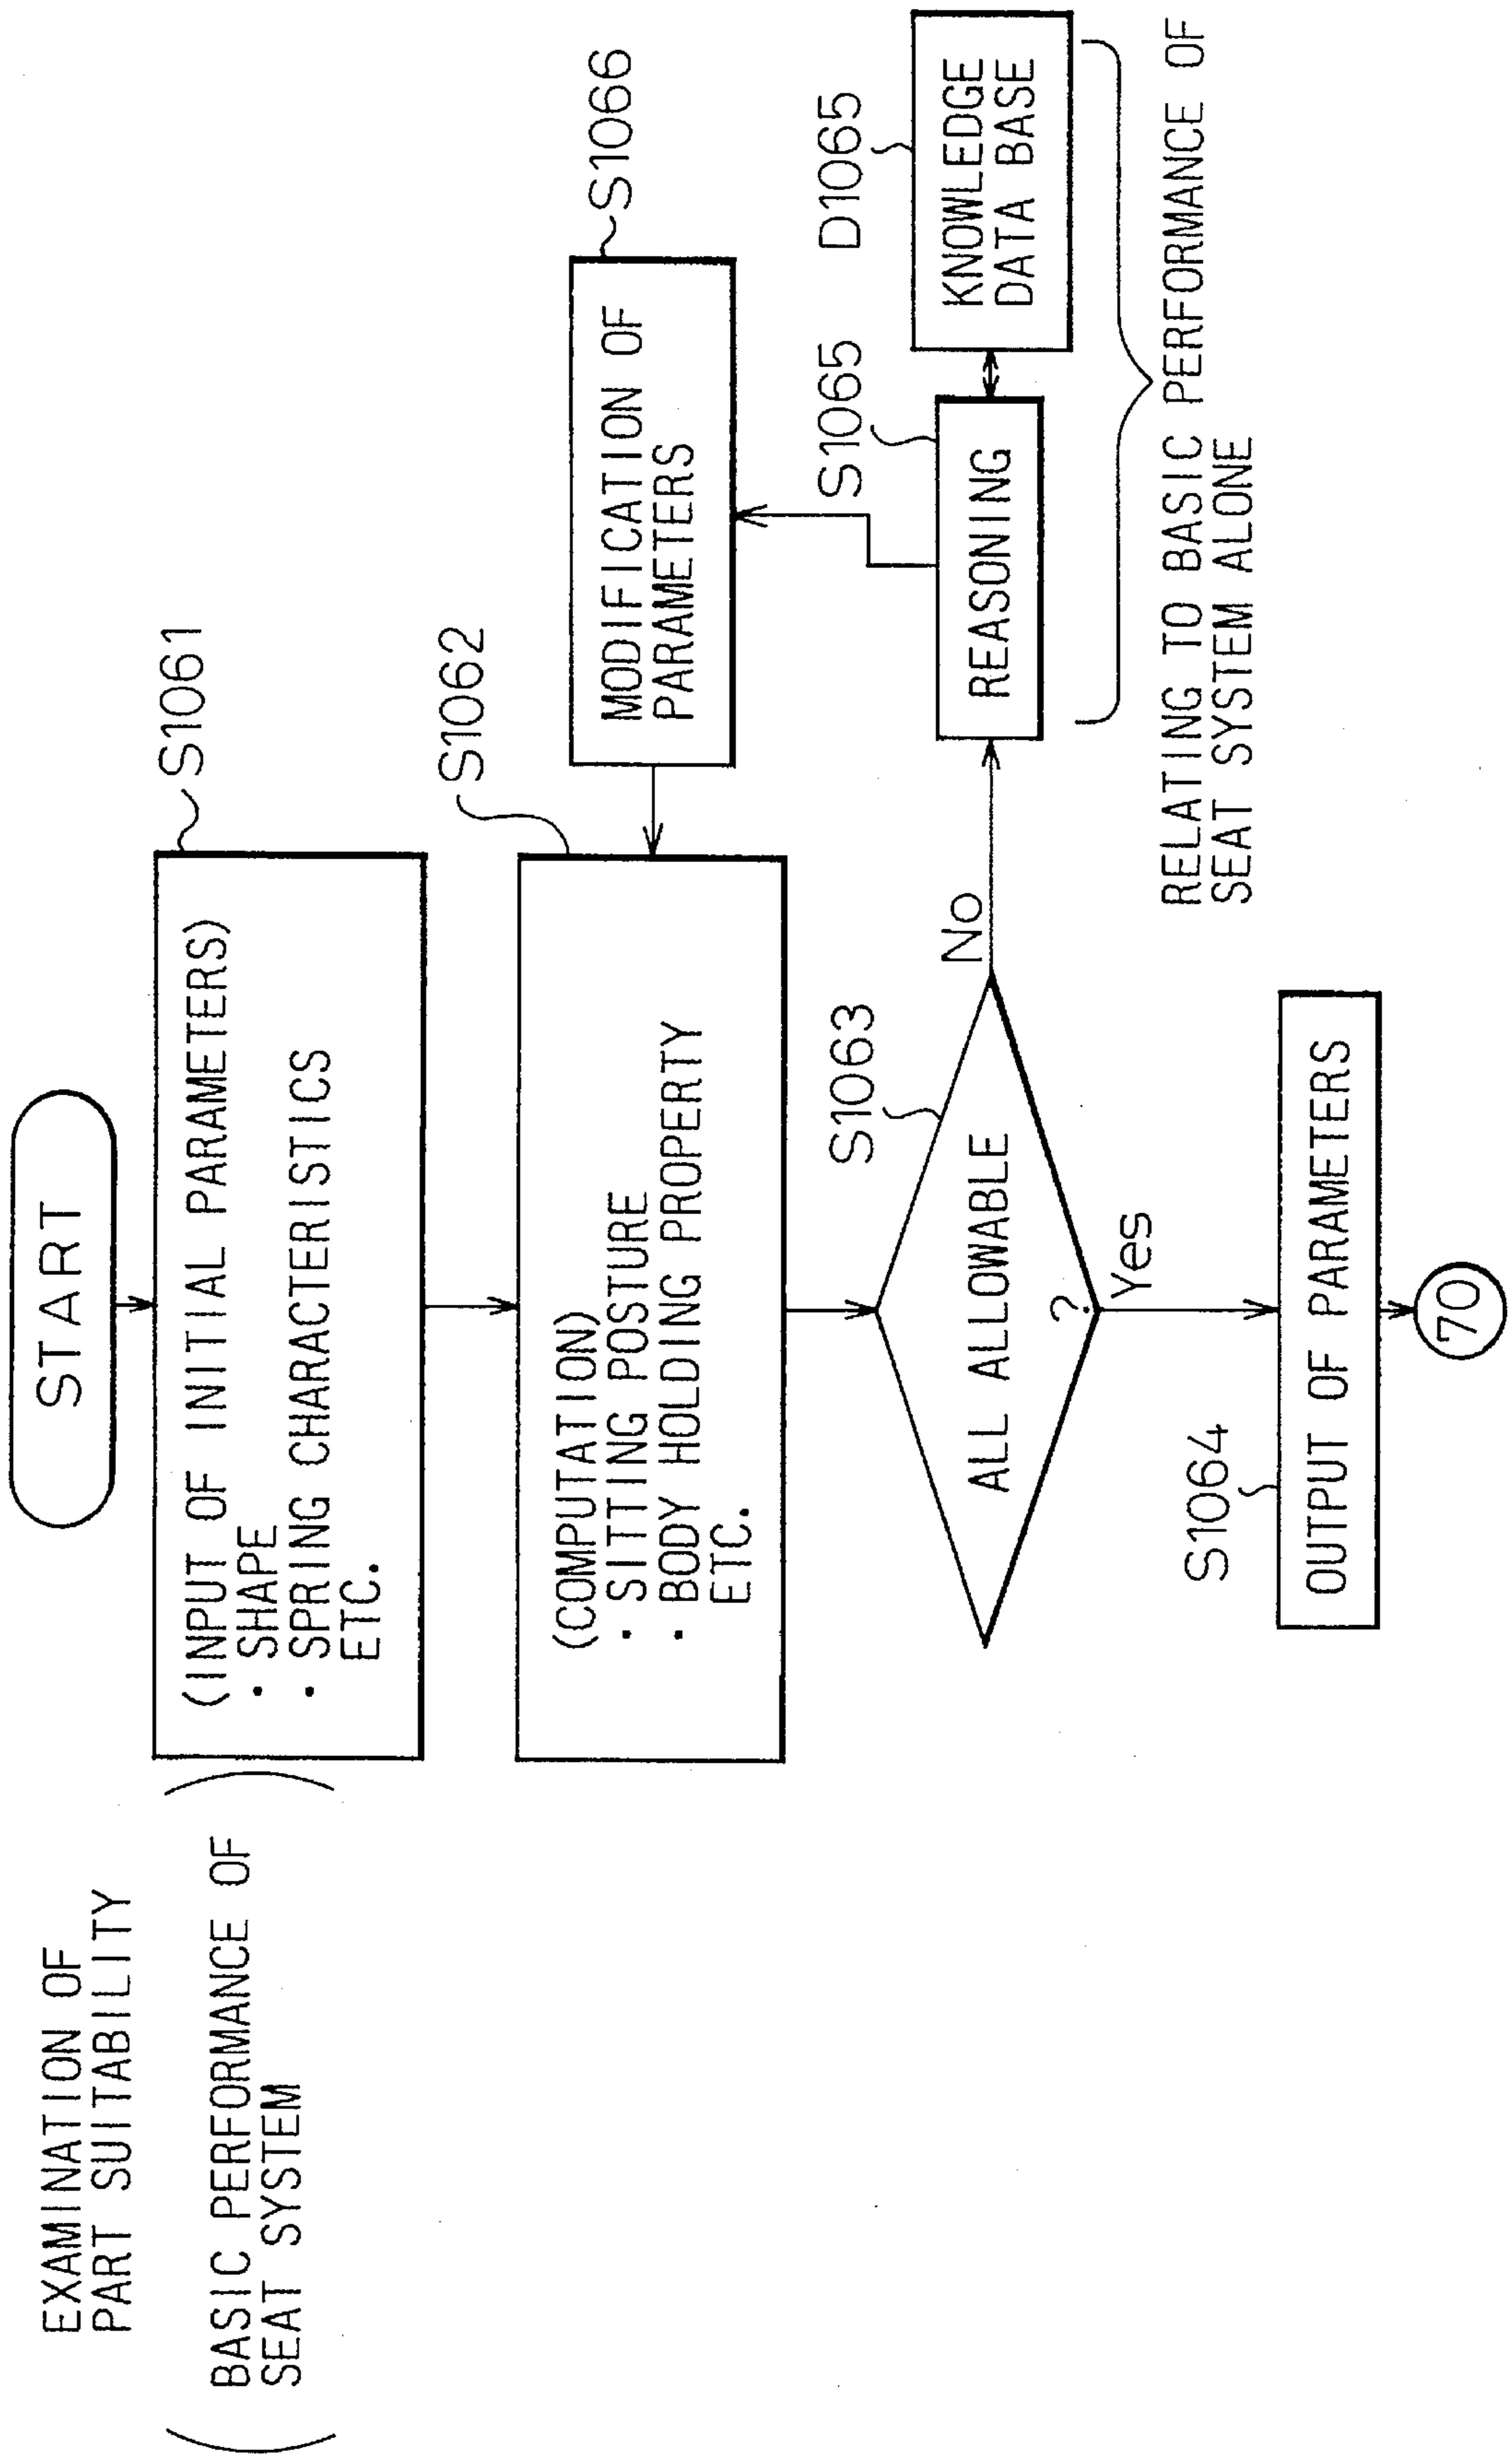 EXAMINATION OF
PART SUITABILITY
(BASIC PERFORMANCE OF
SEAT SYSTEM)
START
S1061
(INPUT OF INITIAL PARAMETERS)
· SHAPE
· SPRING CHARACTERISTICS
ETC.
S1062
(COMPUTATION)
· SITTING POSTURE
· BODY HOLDING PROPERTY
ETC.
S1066
MODIFICATION OF
PARAMETERS
S1063
ALL ALLOWABLE
?
No
Yes
S1065
REASONING
D1065
KNOWLEDGE
DATA BASE
RELATING TO BASIC PERFORMANCE OF
SEAT SYSTEM ALONE
S1064
OUTPUT OF PARAMETERS
70